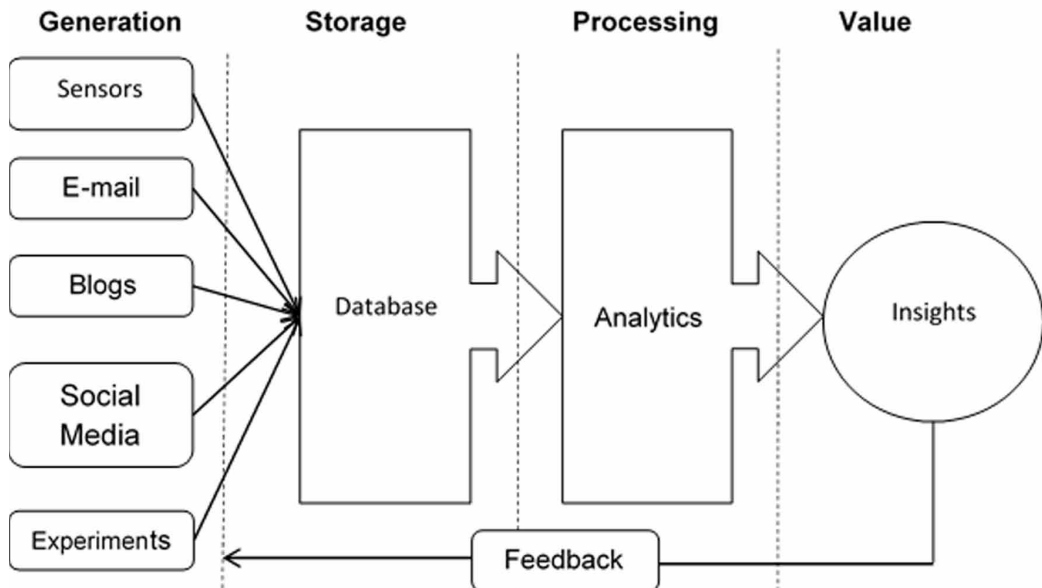 Generation
Storage
Processing
Value
Sensors
E-mail
Blogs
Social
Media
Experiments
Database
Analytics
Insights
Feedback